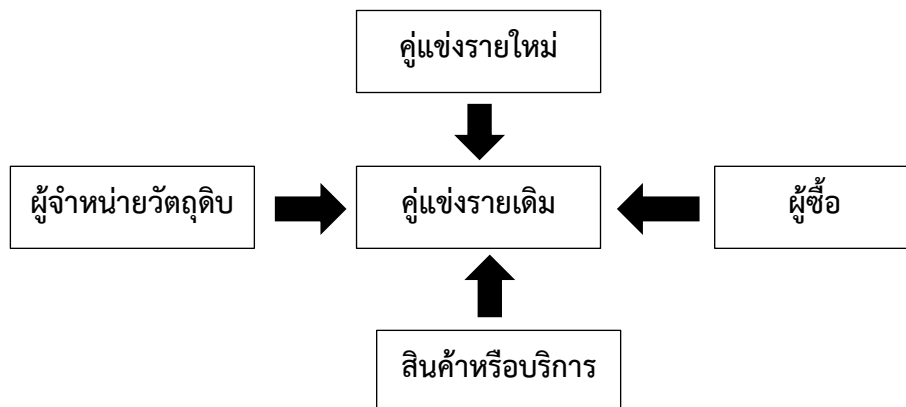 คู่แข่งรายใหม่
ผู้จำหน่ายวัตถุดิบ
คู่แข่งรายเดิม
ผู้ซื้อ
สินค้าหรือบริการ